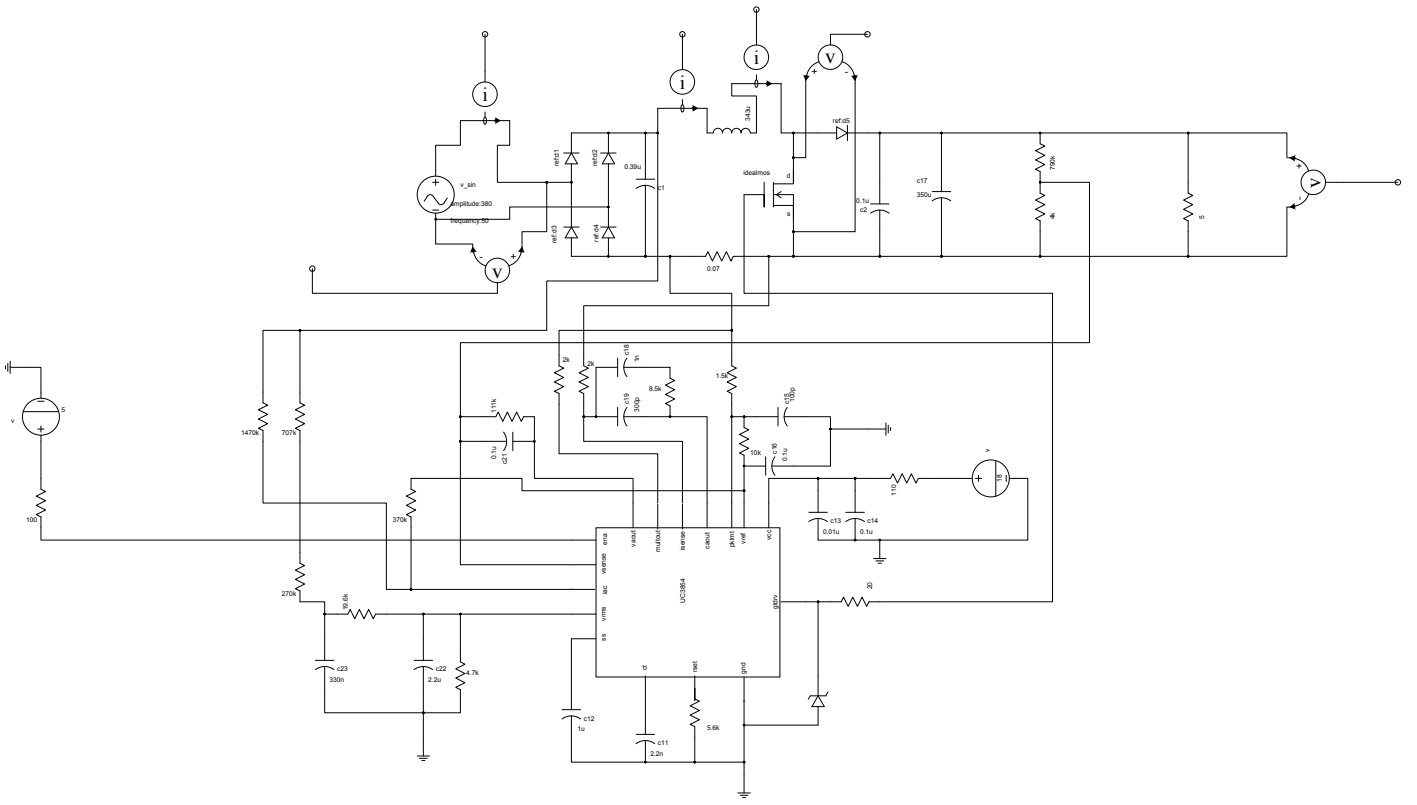 i
i
i
v
+
-
343u
ref:d5
ref:d1
ref:d2
0.39u
c1
v_sin
amplitude:380
frequency:50
+
-
ref:d3
ref:d4
-
+
v
idealmos
d
s
0.1u
c2
c17
350u
790k
4k
5
+
-
v
0.07
2k
2k
c18
1n
8.5k
c19
300p
1.5k
c15
100p
10k
c16
0.1u
111k
0.1u
c21
v
-
+
5
1470k
707k
370k
100
110
v
+
18
-
c13
0.01u
c14
0.1u
ena
vsense
iac
vrms
ss
vaout
multout
isense
caout
pklmt
vref
vcc
UC3854
gtdrv
20
270k
19.6k
c23
330n
c22
2.2u
4.7k
rset
gnd
c12
1u
c11
2.2n
5.6k